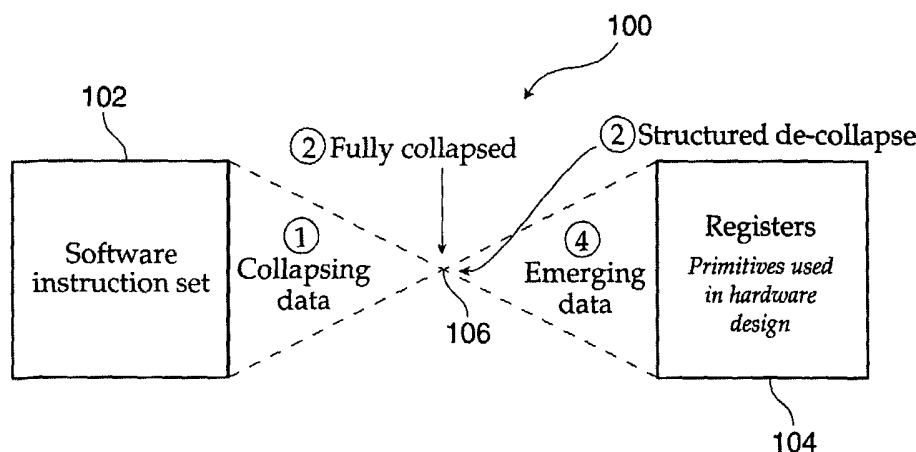 100
102
② Fully collapsed
② Structured de-collapse
Software
instruction set
① 
Collapsing
data
④
Emerging
data
Registers
Primitives used
in hardware
design
106
104